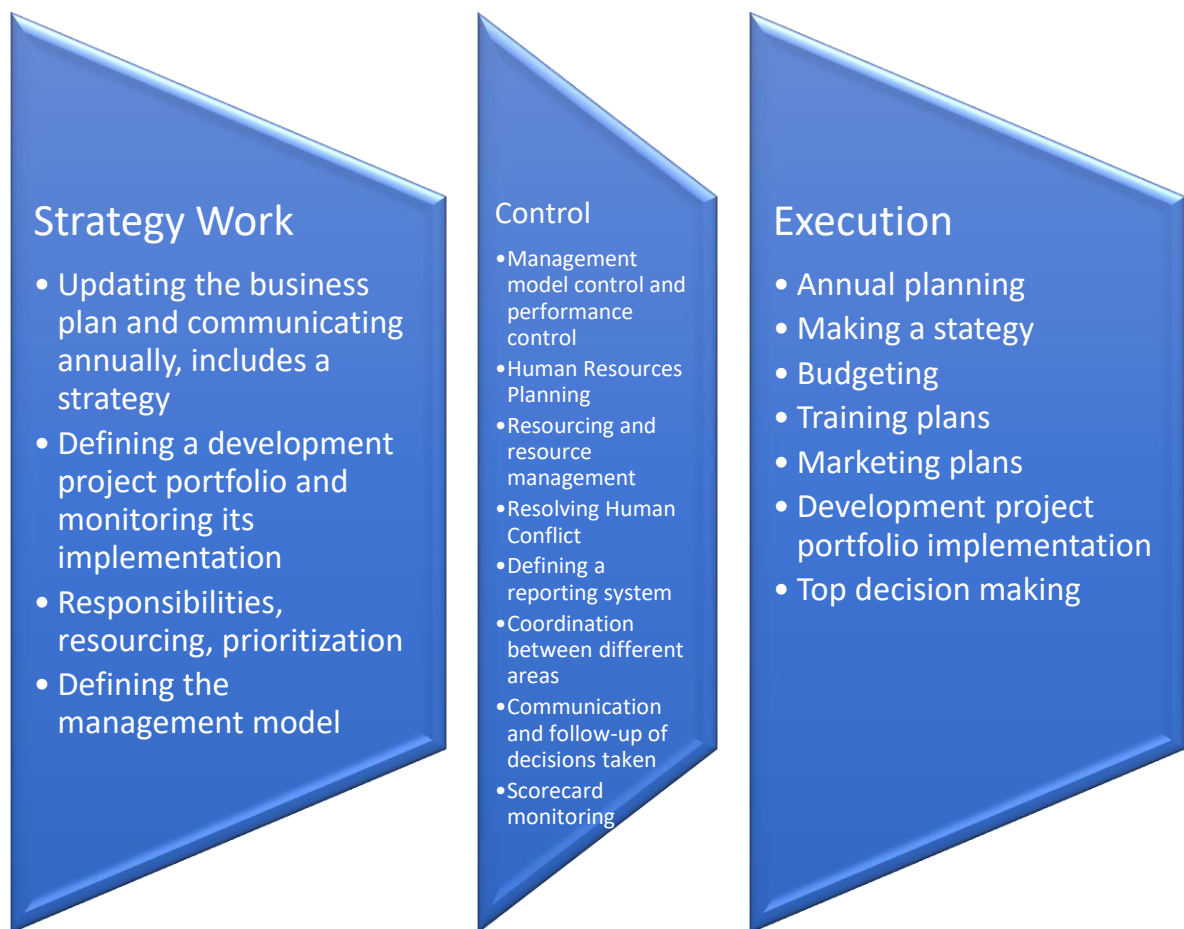 Strategy Work
• Updating the business
plan and communicating
annually, includes a
strategy
• Defining a development
project portfolio and
monitoring its
implementation
• Responsibilities,
resourcing, prioritization
• Defining the
management model
Control
•Management
model control and
performance
control
•Human Resources
Planning
•Resourcing and
resource
management
•Resolving Human
Conflict
•Defining a
reporting system
•Coordination
between different
areas
•Communication
and follow-up of
decisions taken
•Scorecard
monitoring
Execution
• Annual planning
• Making a stategy
• Budgeting
• Training plans
• Marketing plans
• Development project
portfolio implementation
• Top decision making